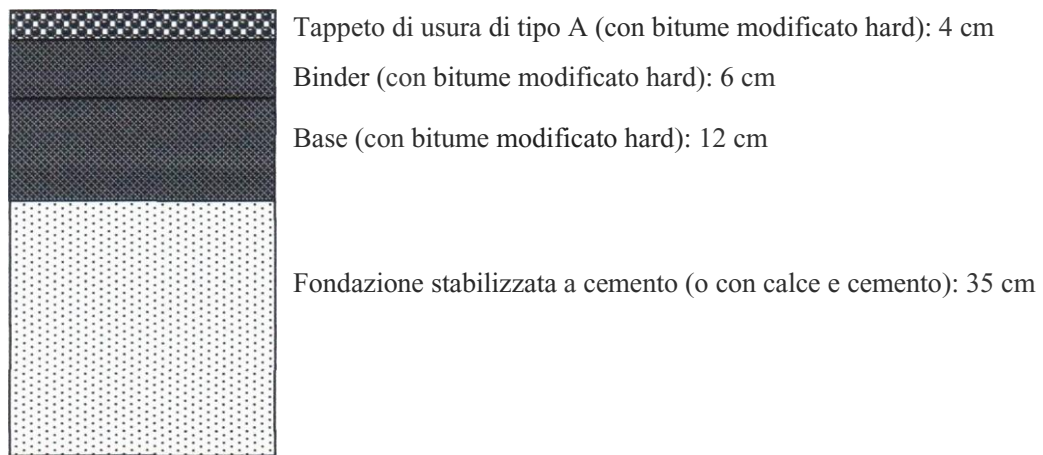 Tappeto di usura di tipo A (con bitume modificato hard): 4 cm
Binder (con bitume modificato hard): 6 cm
Base (con bitume modificato hard): 12 cm
Fondazione stabilizzata a cemento (o con calce e cemento): 35 cm